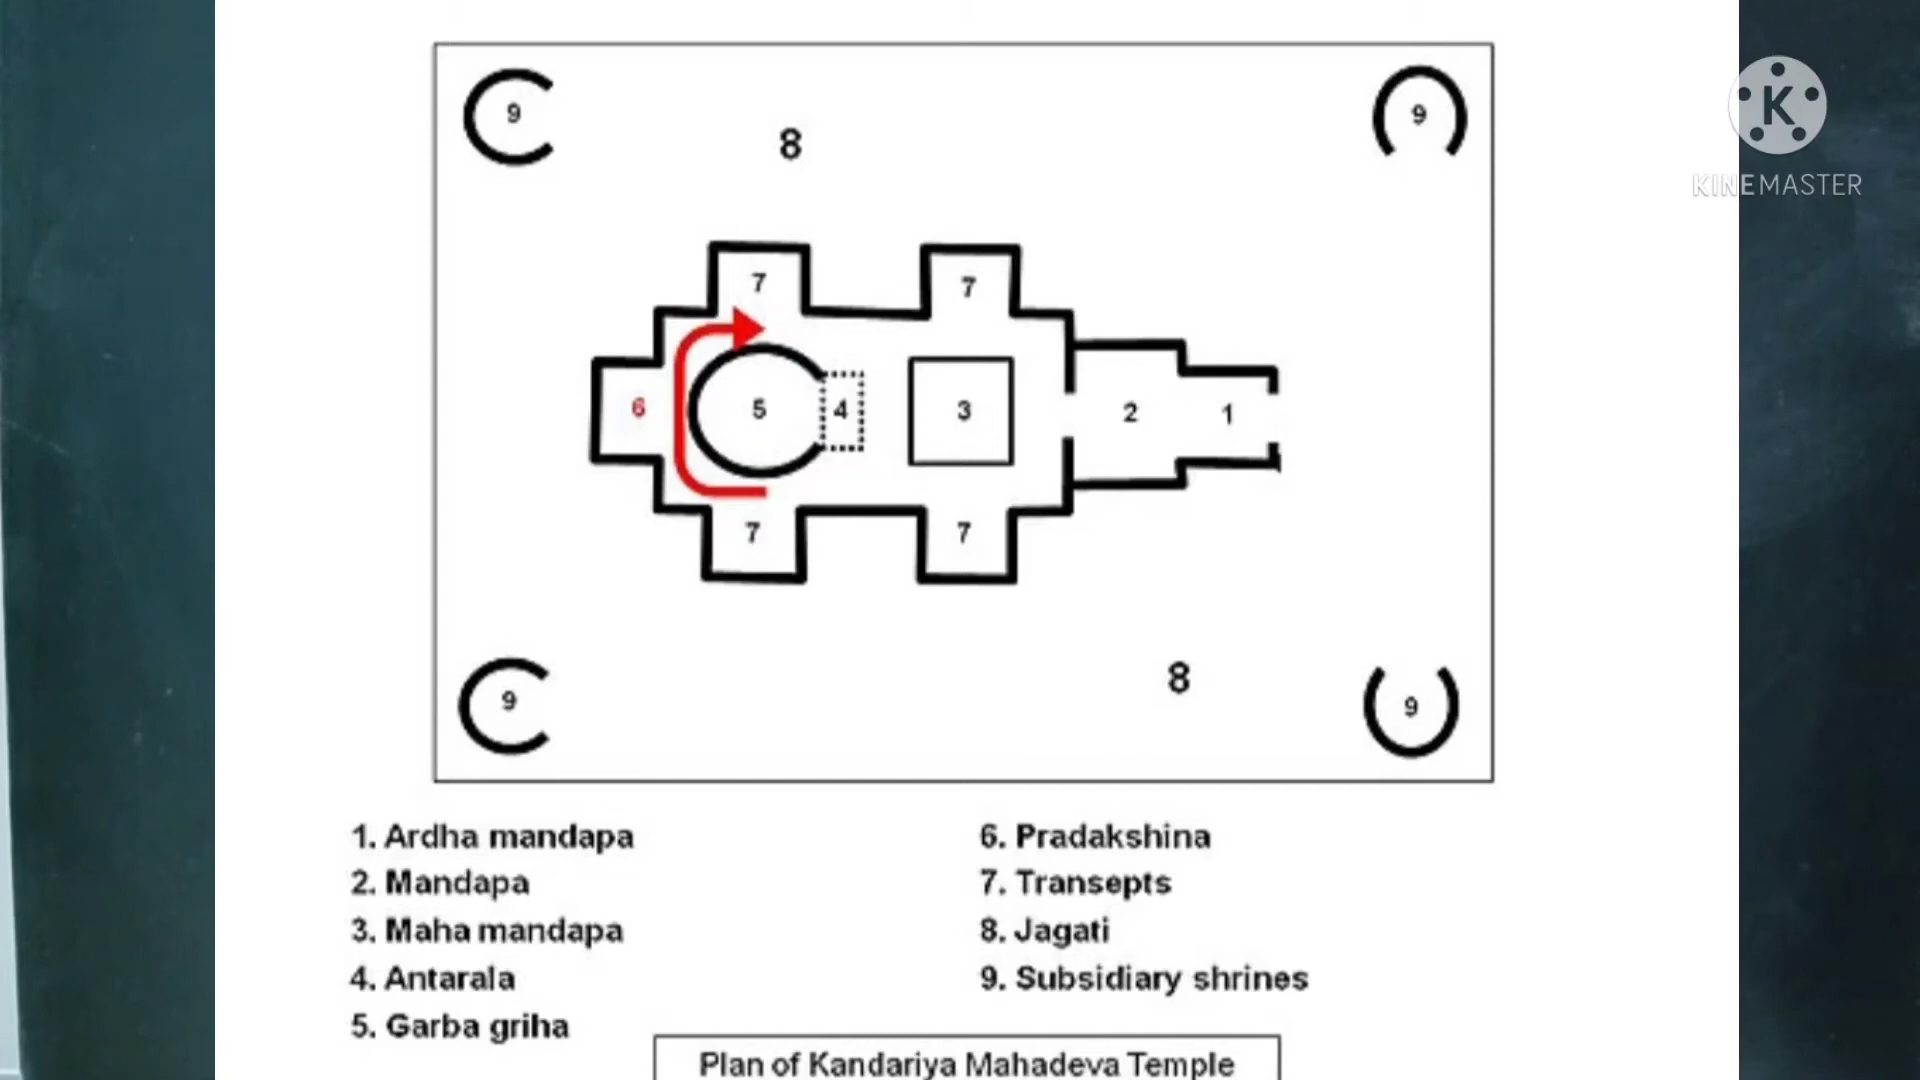 9
8
9
K
KINEMASTER
7
7
6
5
4
3
2
1
7
7
8
9
9
1. Ardha mandapa
2. Mandapa
3. Maha mandapa
4. Antarala
5. Garba griha
6. Pradakshina
7. Transepts
8. Jagati
9. Subsidiary shrines
Plan of Kandariya Mahadeva Temple